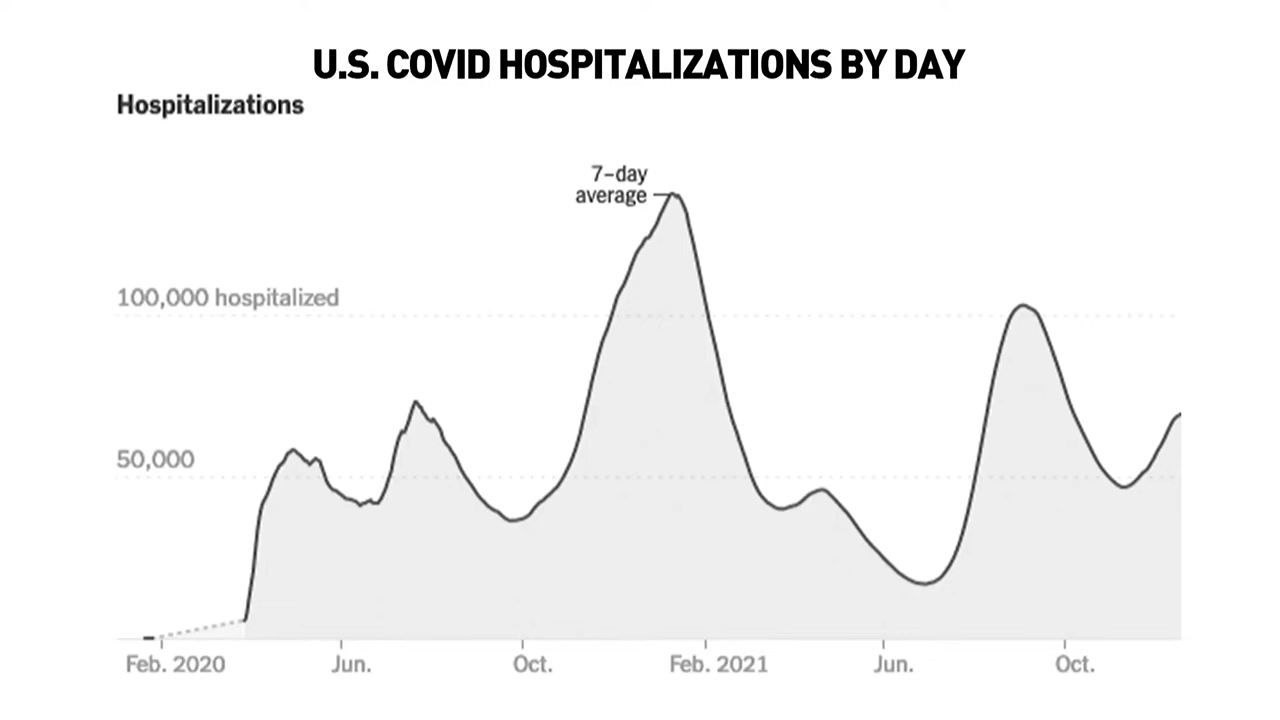 U.S. COVID HOSPITALIZATIONS BY DAY
Hospitalizations
7-day
average
100,000 hospitalized
50,000
Feb. 2020 Jun. Oct. Feb. 2021 Jun. Oct.